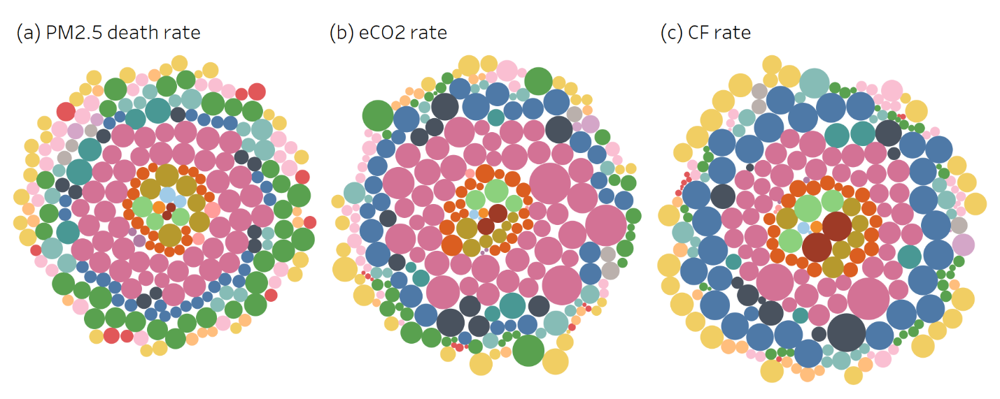 (a) PM2.5 death rate
(b) eCO2 rate
(c) CF rate